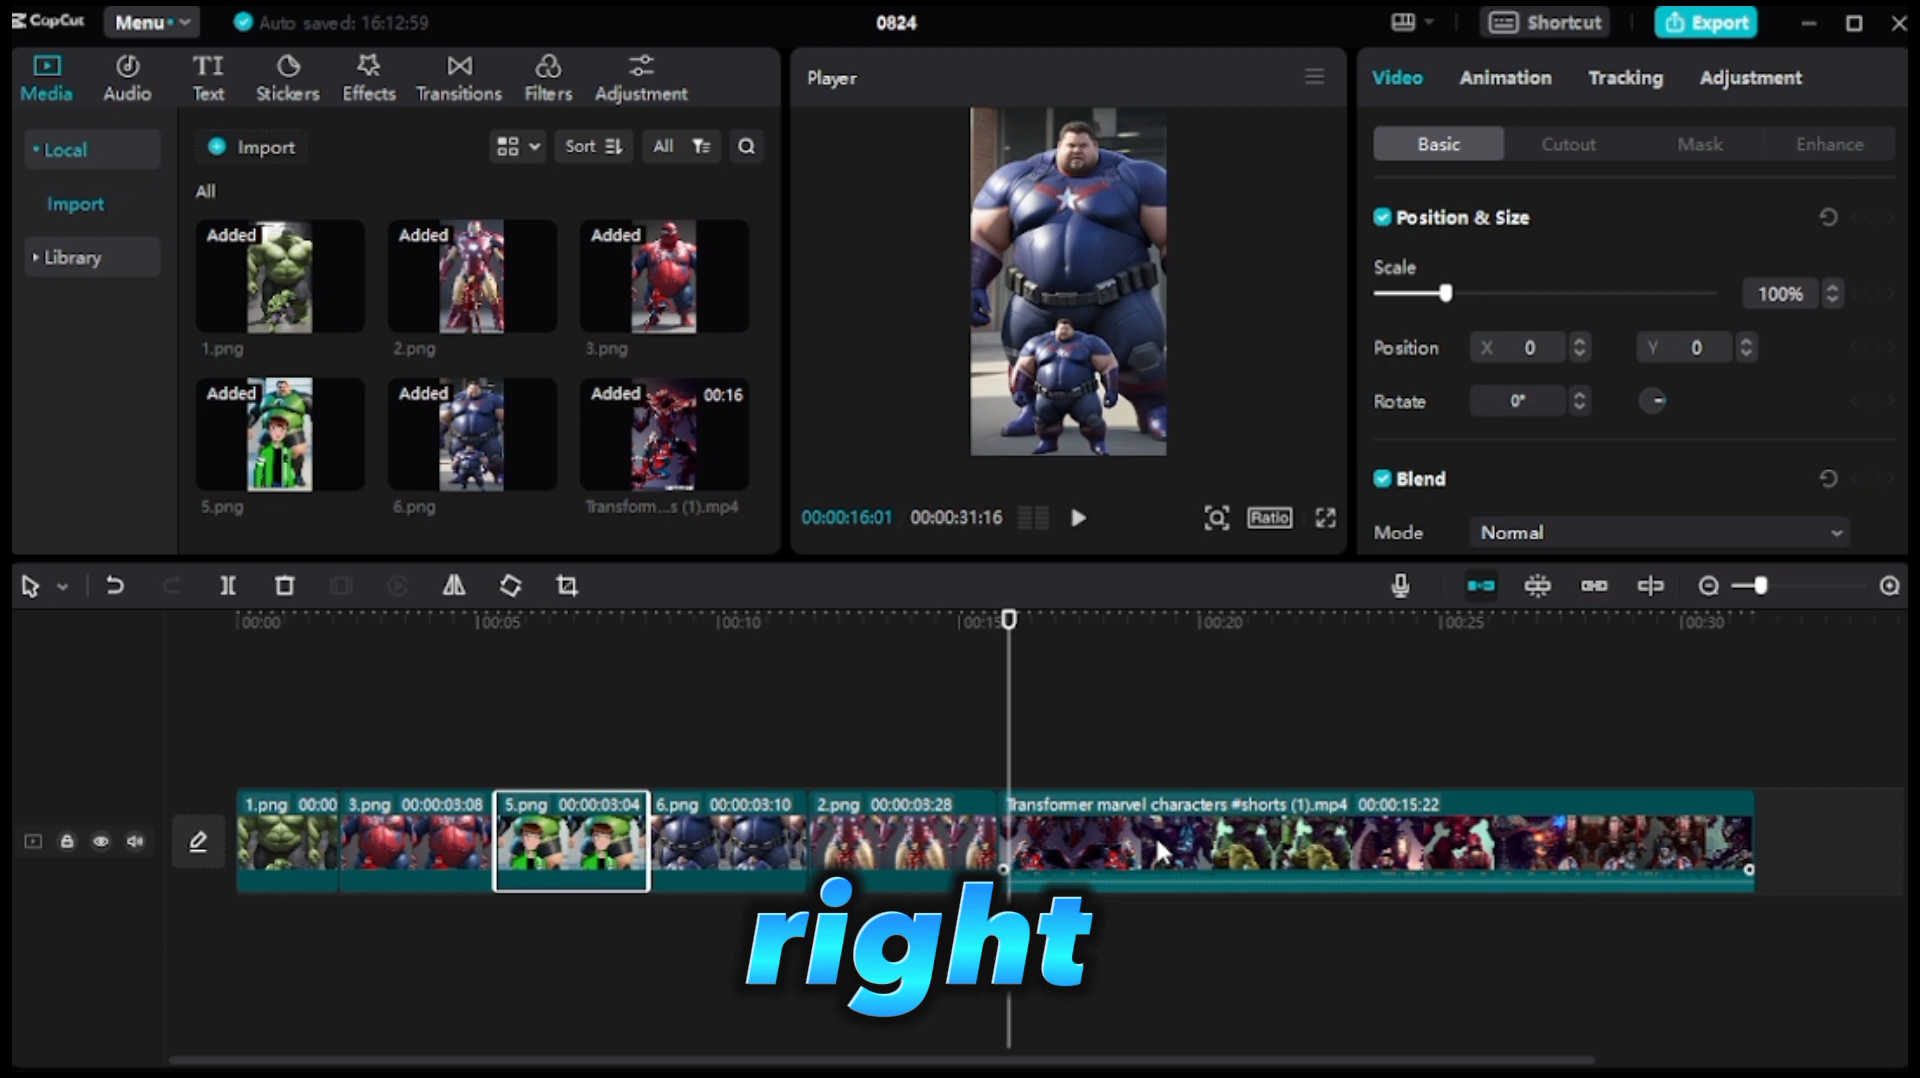 CapCut
Menu
Auto saved: 16:12:59
0824
Shortcut
Export
Media
Audio
TI
Text
Stickers
Effects
Transitions
Filters
Adjustment
Player
Video
Animation
Tracking
Adjustment
Local
Import
Library
Import
Sort
All
All
Added
1.png
Added
2.png
Added
3.png
Added
5.png
Added
6.png
Added 00:16
Transform...s (1).mp4
00:00:16:01 / 00:00:31:16
Ratio
Basic
Cutout
Mask
Enhance
Position & Size
Scale
100%
Position
X 0
Y 0
Rotate
0°
Blend
Mode
Normal
00:00
00:05
00:10
00:15
00:20
00:25
00:30
1.png 00:00
3.png 00:00:03:08
5.png 00:00:03:04
6.png 00:00:03:10
2.png 00:00:03:28
Transformer marvel characters #shorts (1).mp4 00:00:15:22
right